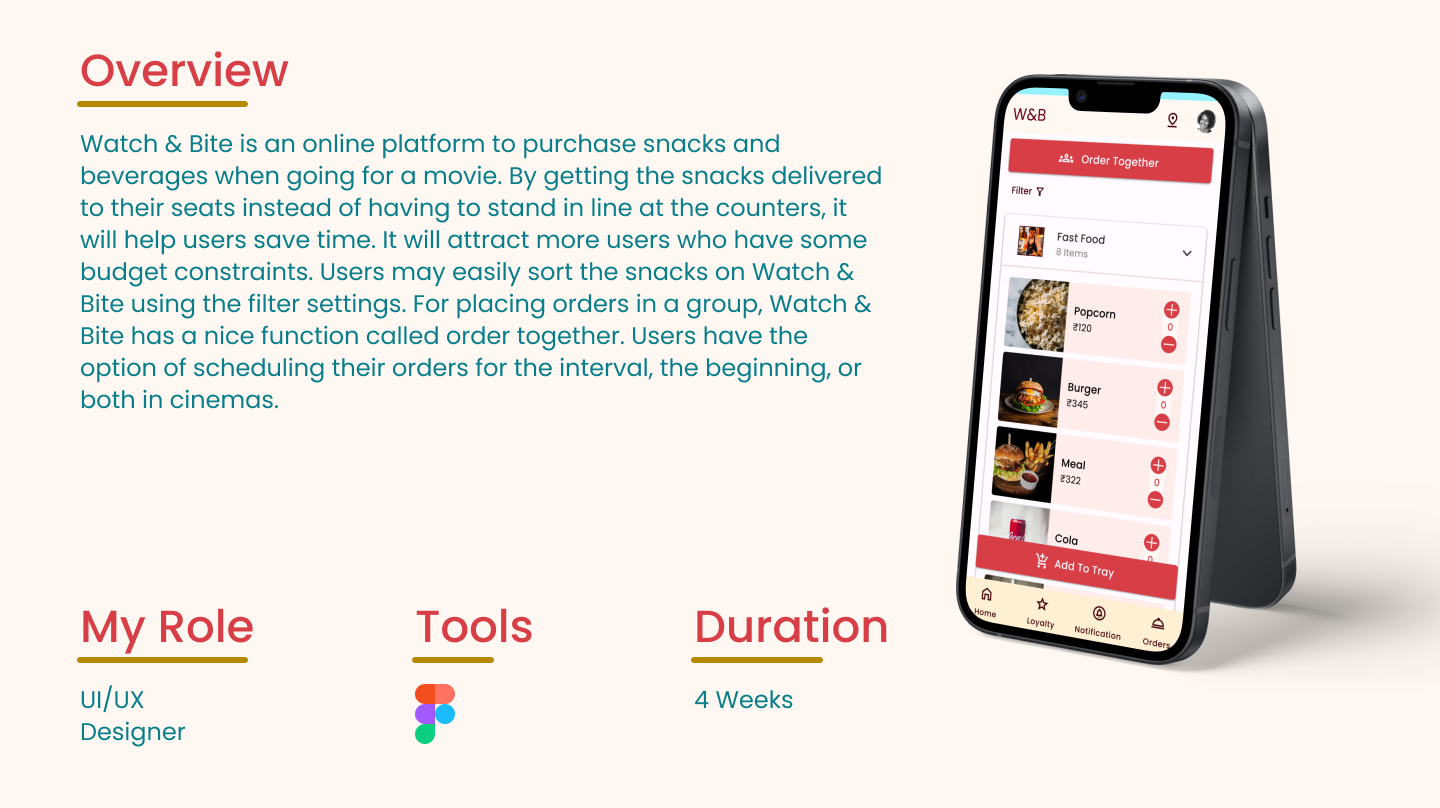 Overview
Watch & Bite is an online platform to purchase snacks and
beverages when going for a movie. By getting the snacks delivered
to their seats instead of having to stand in line at the counters, it
will help users save time. It will attract more users who have some
budget constraints. Users may easily sort the snacks on Watch &
Bite using the filter settings. For placing orders in a group, Watch &
Bite has a nice function called order together. Users have the
option of scheduling their orders for the interval, the beginning, or
both in cinemas.
My Role
UI/UX
Designer
Tools
Duration
4 Weeks
W&B
Order Together
Filter
Fast Food
8 Items
Popcorn
₹120
0
Burger
₹345
0
Meal
₹322
0
Cola
0
Add To Tray
Home
Loyalty
Notification
Orders